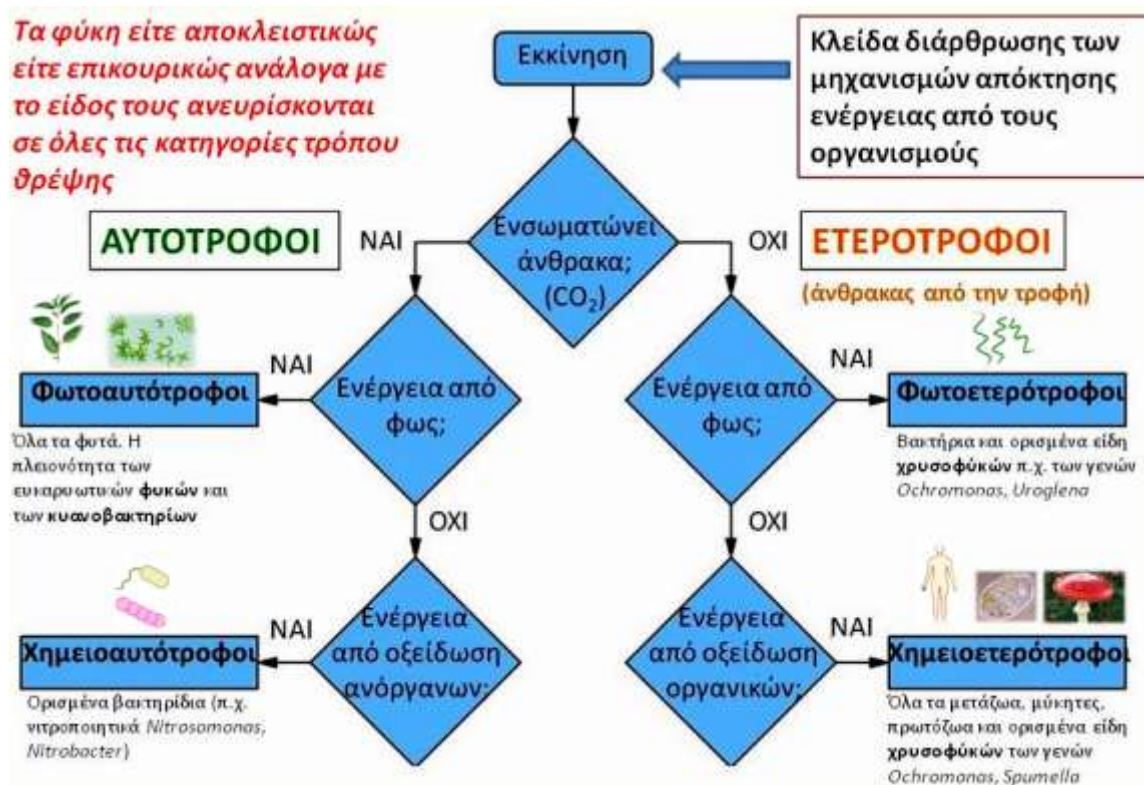 Τα φύκη είτε αποκλειστικώς
είτε επικουρικώς ανάλογα με
το είδος τους ανευρίσκονται
σε όλες τις κατηγορίες τρόπου
θρέψης
Εκκίνηση
Κλείδα διάρθρωσης των
μηχανισμών απόκτησης
ενέργειας από τους
οργανισμούς
ΑΥΤΟΤΡΟΦΟΙ
ΝΑΙ
Ενσωματώνει
άνθρακα;
(CO₂)
ΟΧΙ
ΕΤΕΡΟΤΡΟΦΟΙ
(άνθρακας από την τροφή)
Φωτοαυτότροφοι
ΝΑΙ
Ενέργεια από
φως;
Ενέργεια από
φως;
ΝΑΙ
Φωτοετερότροφοι
Όλα τα φυτά. Η
πλειονότητα των
ευκαρυωτικών φυκών και
των κυανοβακτηρίων
Βακτήρια και ορισμένα είδη
χρυσοφύκών π.χ. των γενών
Ochromonas, Uroglena
ΟΧΙ
ΟΧΙ
Χημειοαυτότροφοι
ΝΑΙ
Ενέργεια
από οξείδωση
ανόργανων;
Ενέργεια
από οξείδωση
οργανικών;
ΝΑΙ
Χημειοετερότροφοι
Ορισμένα βακτηρίδια (π.χ.
νιτροποιητικά Nitrosomonas,
Nitrobacter)
Όλα τα μετάζωα, μύκητες,
πρωτόζωα και ορισμένα είδη
χρυσοφύκών των γενών
Ochromonas, Spumella